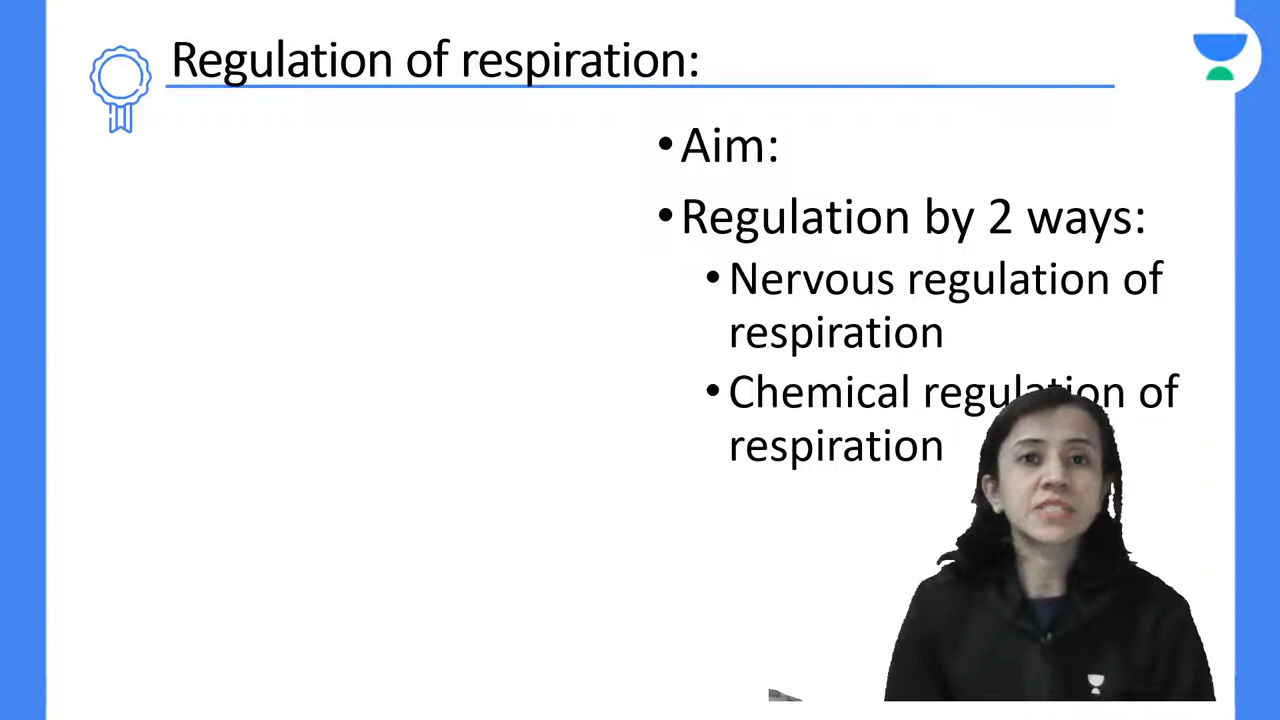 Regulation of respiration:
•Aim:
•Regulation by 2 ways:
•Nervous regulation of
respiration
•Chemical regulation of
respiration